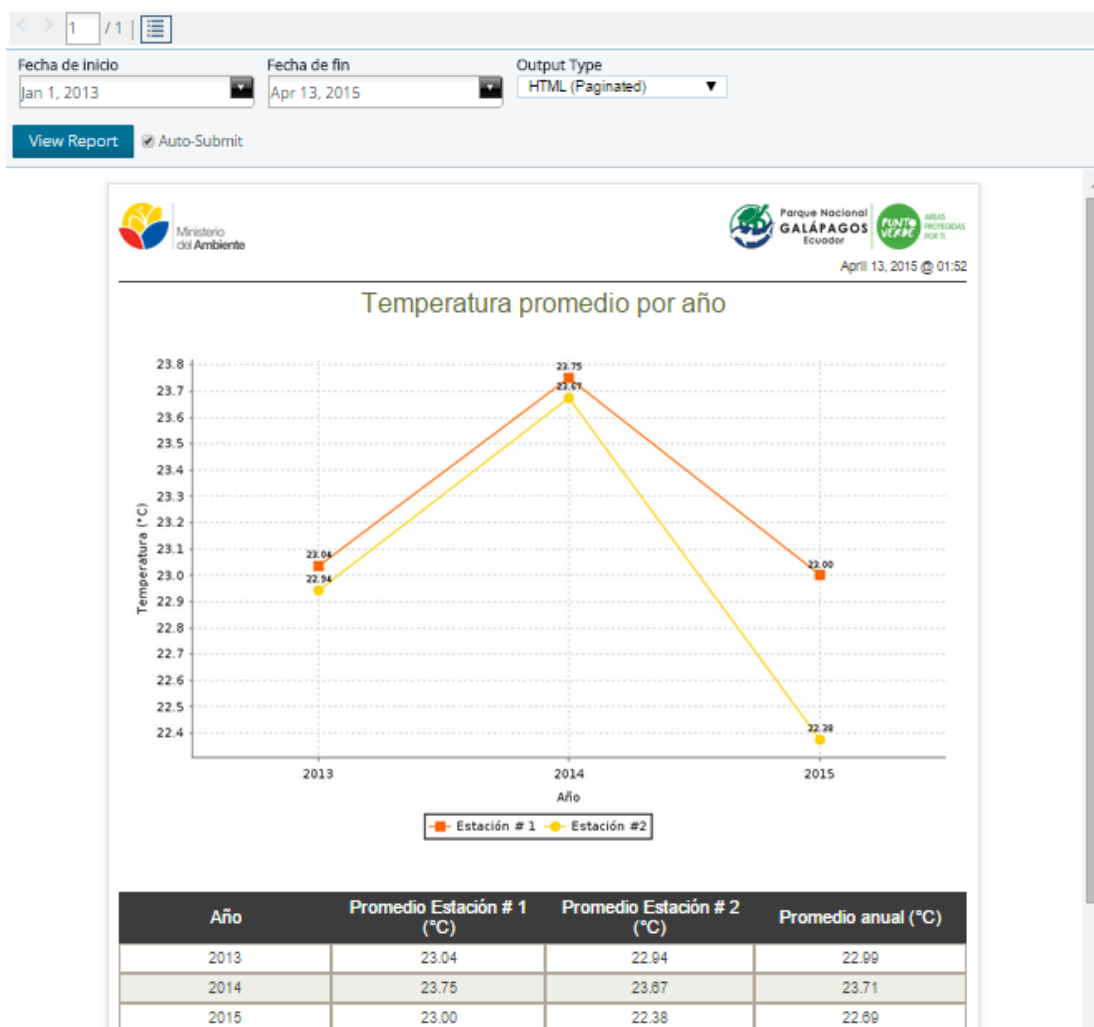 1 / 1 |
Fecha de inicio Fecha de fin Output Type
Jan 1, 2013 Apr 13, 2015 HTML (Paginated)
View Report Auto-Submit
Ministerio
del Ambiente
Parque Nacional
GALÁPAGOS
Ecuador
PUNTO
VERDE
AREAS
PROTEGIDAS
POR TI.
April 13, 2015 @ 01:52
Temperatura promedio por año
Temperatura (°C)
23.8
23.7
23.6
23.5
23.4
23.3
23.2
23.1
23.0
22.9
22.8
22.7
22.6
22.5
22.4
23.75
23.67
23.04
22.94
23.00
22.38
2013 2014 2015
Año
Estación # 1 Estación #2
Año Promedio Estación # 1 (°C) Promedio Estación # 2 (°C) Promedio anual (°C)
2013 23.04 22.94 22.99
2014 23.75 23.67 23.71
2015 23.00 22.38 22.69